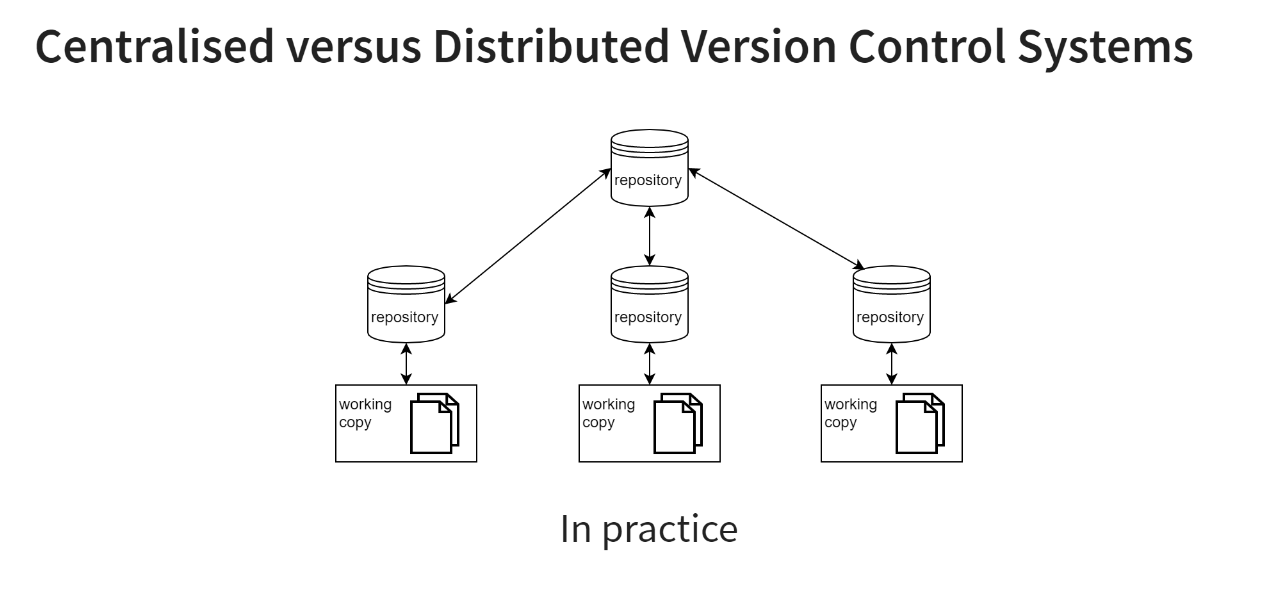 Centralised versus Distributed Version Control Systems
repository
repository
repository
repository
working
copy
working
copy
working
copy
In practice